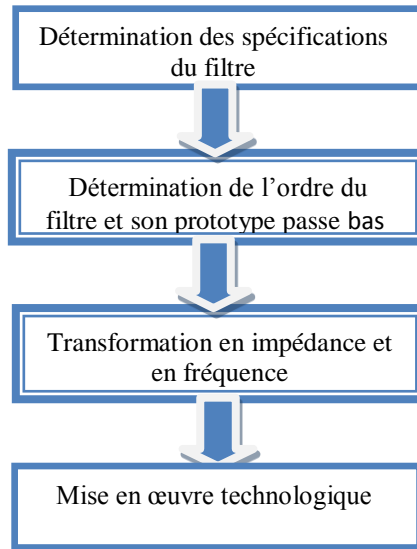 Détermination des spécifications
du filtre
Détermination de l’ordre du
filtre et son prototype passe bas
Transformation en impédance et
en fréquence
Mise en œuvre technologique